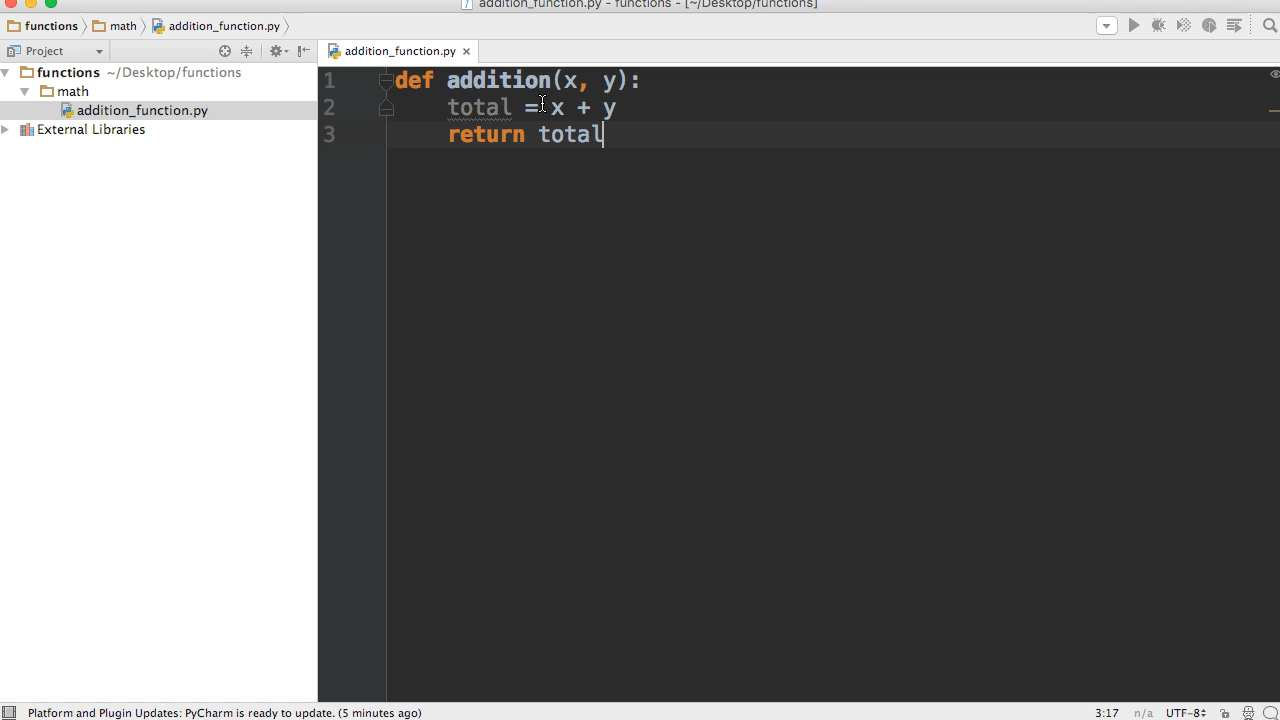 addition_function.py - functions - [~/Desktop/functions]
functions math addition_function.py
Project
addition_function.py
functions ~/Desktop/functions
math
addition_function.py
External Libraries
1 def addition(x, y):
2 total = x + y
3 return total
Platform and Plugin Updates: PyCharm is ready to update. (5 minutes ago) 3:17 n/a UTF-8